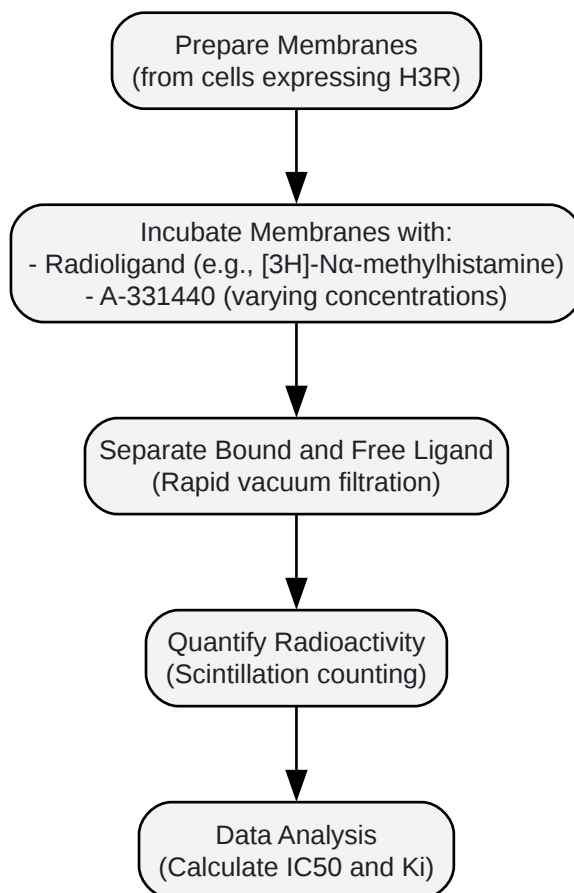 Prepare Membranes
(from cells expressing H3R)
Incubate Membranes with:
- Radioligand (e.g., [3H]-Nα-methylhistamine)
- A-331440 (varying concentrations)
Separate Bound and Free Ligand
(Rapid vacuum filtration)
Quantify Radioactivity
(Scintillation counting)
Data Analysis
(Calculate IC50 and Ki)